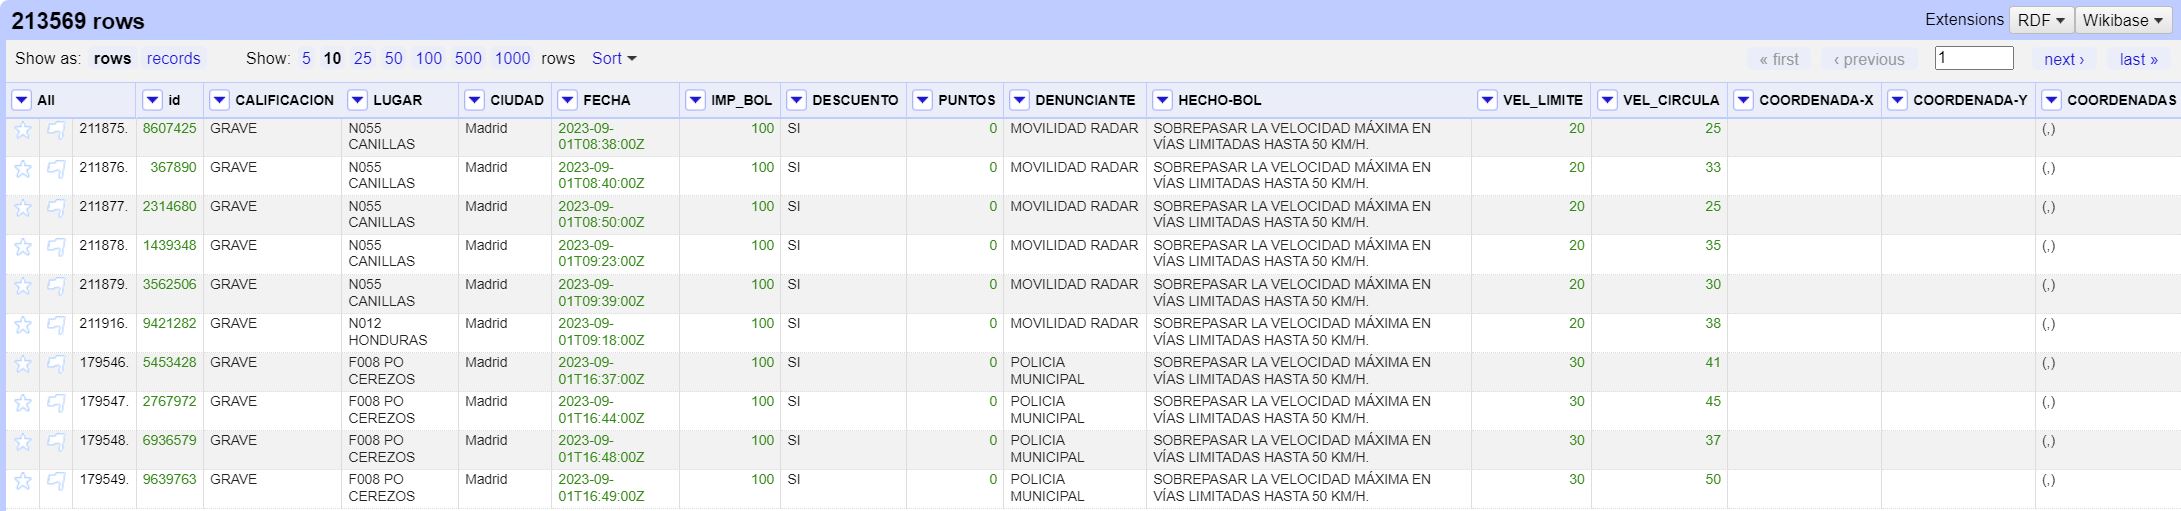 213569 rows
Extensions RDF Wikibase
Show as: rows records Show: 5 10 25 50 100 500 1000 rows Sort « first ‹ previous 1 next › last »
All id CALIFICACION LUGAR CIUDAD FECHA IMP_BOL DESCUENTO PUNTOS DENUNCIANTE HECHO-BOL VEL_LIMITE VEL_CIRCULA COORDENADA-X COORDENADA-Y COORDENADAS
211875. 8607425 GRAVE N055 Madrid 2023-09- 100 SI 0 MOVILIDAD RADAR SOBREPASAR LA VELOCIDAD MÁXIMA EN 20 25 (,)
CANILLAS 01T08:38:00Z VÍAS LIMITADAS HASTA 50 KM/H.
211876. 367890 GRAVE N055 Madrid 2023-09- 100 SI 0 MOVILIDAD RADAR SOBREPASAR LA VELOCIDAD MÁXIMA EN 20 33 (,)
CANILLAS 01T08:40:00Z VÍAS LIMITADAS HASTA 50 KM/H.
211877. 2314680 GRAVE N055 Madrid 2023-09- 100 SI 0 MOVILIDAD RADAR SOBREPASAR LA VELOCIDAD MÁXIMA EN 20 25 (,)
CANILLAS 01T08:50:00Z VÍAS LIMITADAS HASTA 50 KM/H.
211878. 1439348 GRAVE N055 Madrid 2023-09- 100 SI 0 MOVILIDAD RADAR SOBREPASAR LA VELOCIDAD MÁXIMA EN 20 35 (,)
CANILLAS 01T09:23:00Z VÍAS LIMITADAS HASTA 50 KM/H.
211879. 3562506 GRAVE N055 Madrid 2023-09- 100 SI 0 MOVILIDAD RADAR SOBREPASAR LA VELOCIDAD MÁXIMA EN 20 30 (,)
CANILLAS 01T09:39:00Z VÍAS LIMITADAS HASTA 50 KM/H.
211916. 9421282 GRAVE N012 Madrid 2023-09- 100 SI 0 MOVILIDAD RADAR SOBREPASAR LA VELOCIDAD MÁXIMA EN 20 38 (,)
HONDURAS 01T09:18:00Z VÍAS LIMITADAS HASTA 50 KM/H.
179546. 5453428 GRAVE F008 PO Madrid 2023-09- 100 SI 0 POLICIA SOBREPASAR LA VELOCIDAD MÁXIMA EN 30 41 (,)
CEREZOS 01T16:37:00Z MUNICIPAL VÍAS LIMITADAS HASTA 50 KM/H.
179547. 2767972 GRAVE F008 PO Madrid 2023-09- 100 SI 0 POLICIA SOBREPASAR LA VELOCIDAD MÁXIMA EN 30 45 (,)
CEREZOS 01T16:44:00Z MUNICIPAL VÍAS LIMITADAS HASTA 50 KM/H.
179548. 6936579 GRAVE F008 PO Madrid 2023-09- 100 SI 0 POLICIA SOBREPASAR LA VELOCIDAD MÁXIMA EN 30 37 (,)
CEREZOS 01T16:48:00Z MUNICIPAL VÍAS LIMITADAS HASTA 50 KM/H.
179549. 9639763 GRAVE F008 PO Madrid 2023-09- 100 SI 0 POLICIA SOBREPASAR LA VELOCIDAD MÁXIMA EN 30 50 (,)
CEREZOS 01T16:49:00Z MUNICIPAL VÍAS LIMITADAS HASTA 50 KM/H.